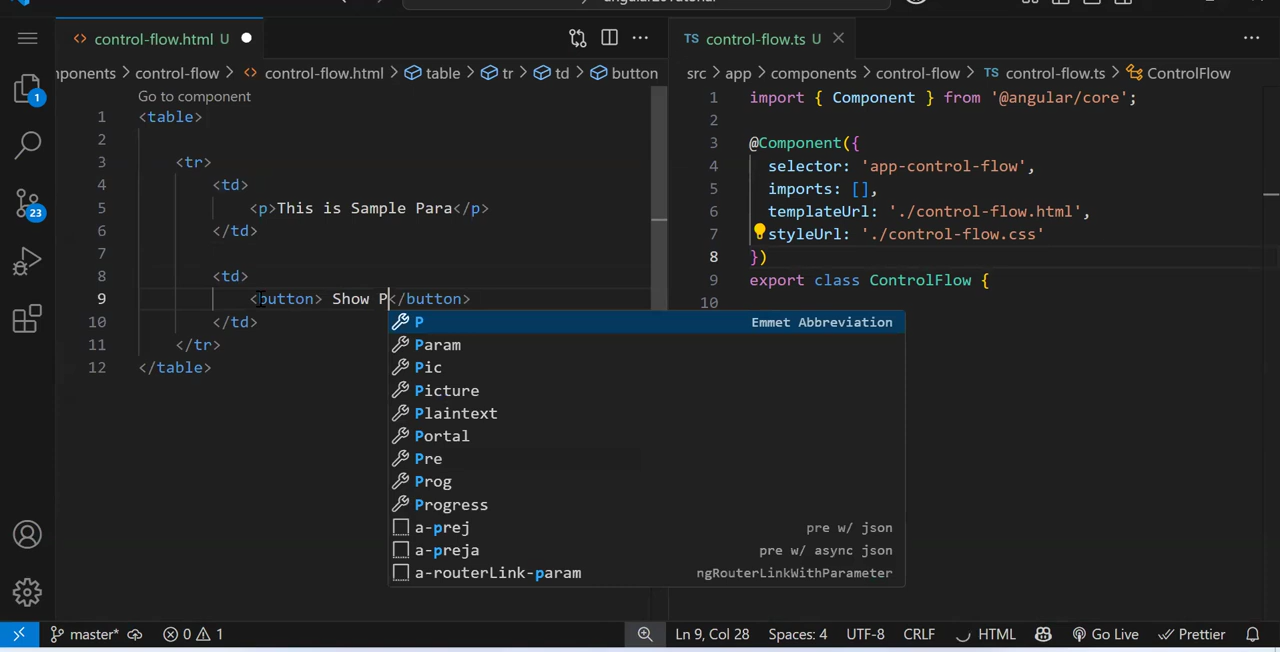 control-flow.html U
TS control-flow.ts U
components > control-flow > control-flow.html > table > tr > td > button
src > app > components > control-flow > TS control-flow.ts > ControlFlow
Go to component
1 <table>
2
3 <tr>
4 <td>
5 <p>This is Sample Para</p>
6 </td>
7
8 <td>
9 <button> Show P</button>
10 </td>
11 </tr>
12 </table>
P Emmet Abbreviation
Param
Pic
Picture
Plaintext
Portal
Pre
Prog
Progress
a-prej pre w/ json
a-preja pre w/ async json
a-routerLink-param ngRouterLinkWithParameter
1 import { Component } from '@angular/core';
2
3 @Component({
4 selector: 'app-control-flow',
5 imports: [],
6 templateUrl: './control-flow.html',
7 styleUrl: './control-flow.css'
8 })
9 export class ControlFlow {
10
1
23
master* 0 1
Ln 9, Col 28 Spaces: 4 UTF-8 CRLF HTML Go Live Prettier